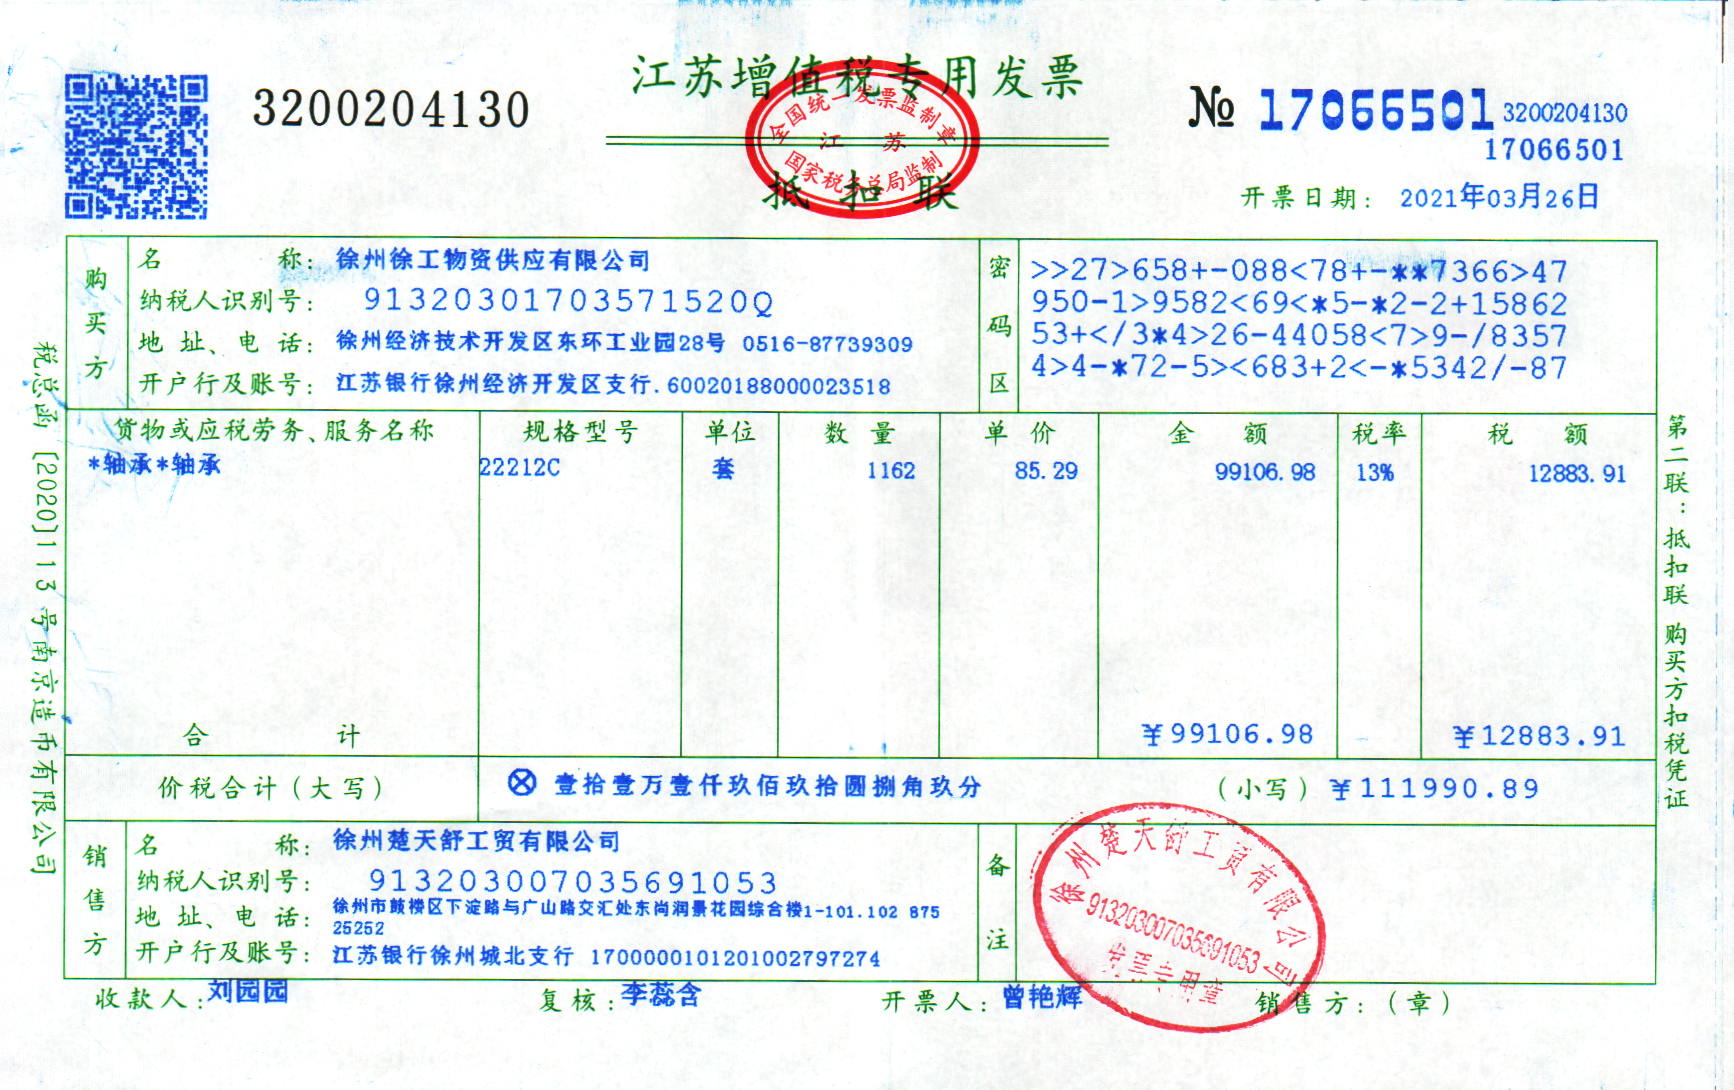 江苏增值税专用发票
3200204130
№ 17066501 3200204130
17066501
全国统一发票监制章
江 苏
国家税务总局监制
抵扣联
开票日期: 2021年03月26日
购买方
名 称: 徐州徐工物资供应有限公司
纳税人识别号: 91320301703571520Q
地址、电话: 徐州经济技术开发区东环工业园28号 0516-87739309
开户行及账号: 江苏银行徐州经济开发区支行.60020188000023518
密码区
>>27>658+-088<78+-**7366>47
950-1>9582<69<*5-*2-2+15862
53+</3*4>26-44058<7>9-/8357
4>4-*72-5><683+2<-*5342/-87
货物或应税劳务、服务名称 规格型号 单位 数量 单价 金额 税率 税额
*轴承*轴承 22212C 套 1162 85.29 99106.98 13% 12883.91
合计 ¥99106.98 ¥12883.91
价税合计(大写) ⊗壹拾壹万壹仟玖佰玖拾圆捌角玖分 (小写) ¥111990.89
销售方
名 称: 徐州楚天舒工贸有限公司
纳税人识别号: 913203007035691053
地址、电话: 徐州市鼓楼区下淀路与广山路交汇处东尚润景花园综合楼1-101.102 875
25252
开户行及账号: 江苏银行徐州城北支行 1700000101201002797274
备注
徐州楚天舒工贸有限公司
913203007035691053
发票专用章
收款人: 刘园园 复核: 李蕊含 开票人: 曾艳辉 销售方:(章)
税总函[2020]113号南京造币有限公司
第二联:抵扣联 购买方扣税凭证